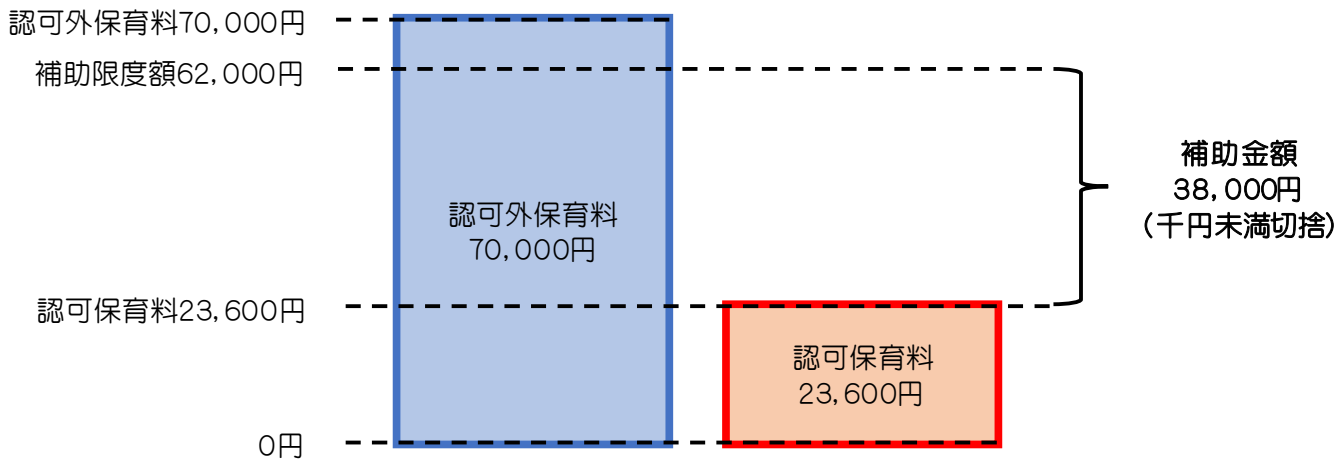 認可外保育料70,000円
補助限度額62,000円
補助金額
38,000円
(千円未満切捨)
認可外保育料
70,000円
認可保育料23,600円
認可保育料
23,600円
0円